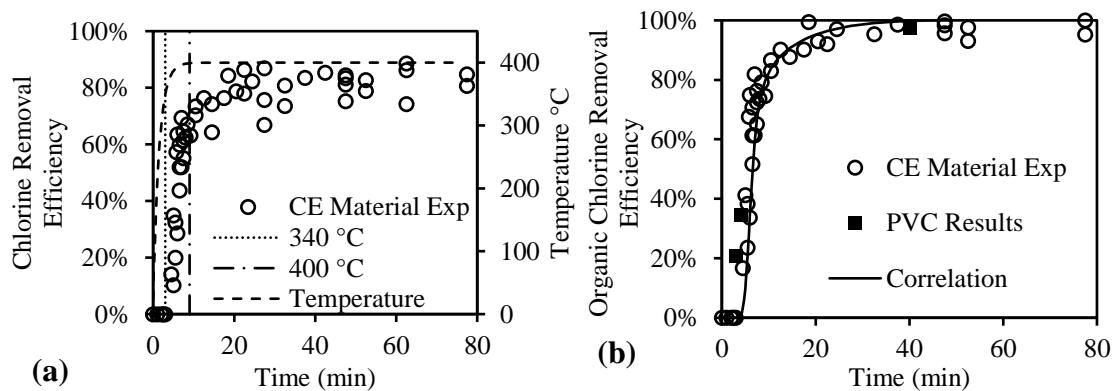 Chlorine Removal
Efficiency
100%
80%
60%
40%
20%
0%
CE Material Exp
340 °C
400 °C
Temperature
400
300
200
100
0
Temperature °C
0 20 40 60 80
Time (min)
(a)
Organic Chlorine Removal
Efficiency
100%
80%
60%
40%
20%
0%
CE Material Exp
PVC Results
Correlation
0 20 40 60 80
Time (min)
(b)